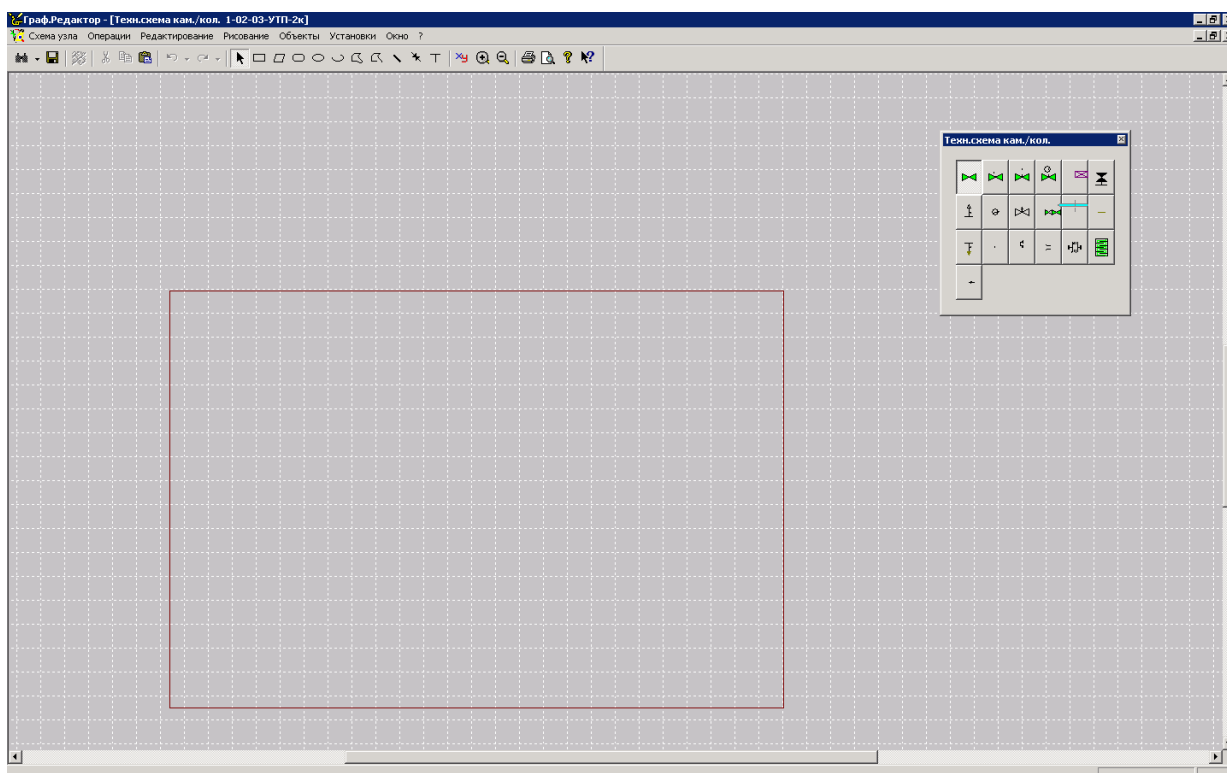 Граф.Редактор - [Техн.схема кам./кол. 1-02-03-УТП-2к]
Схема узла Операции Редактирование Рисование Объекты Установки Окно ?
Техн.схема кам./кол.